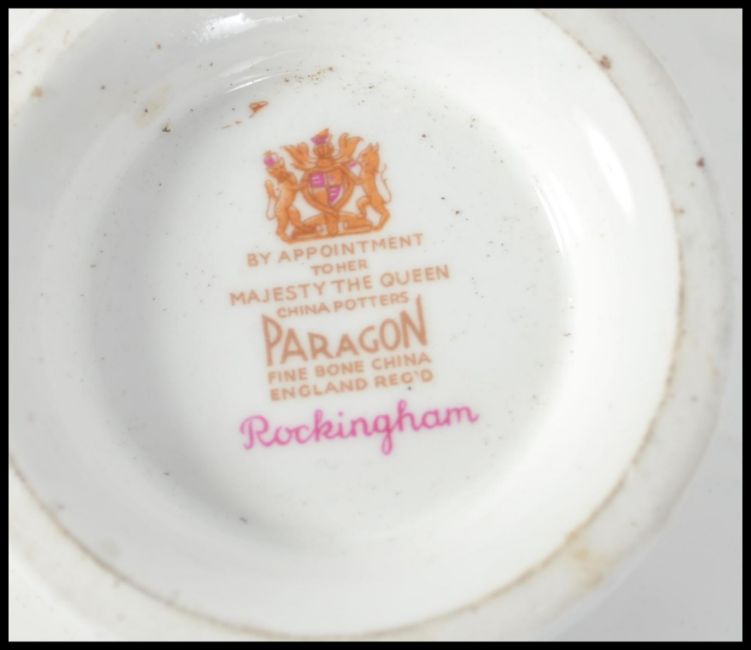 BY APPOINTMENT
TO HER
MAJESTY THE QUEEN
CHINA POTTERS
PARAGON
FINE BONE CHINA
ENGLAND REG'D
Rockingham